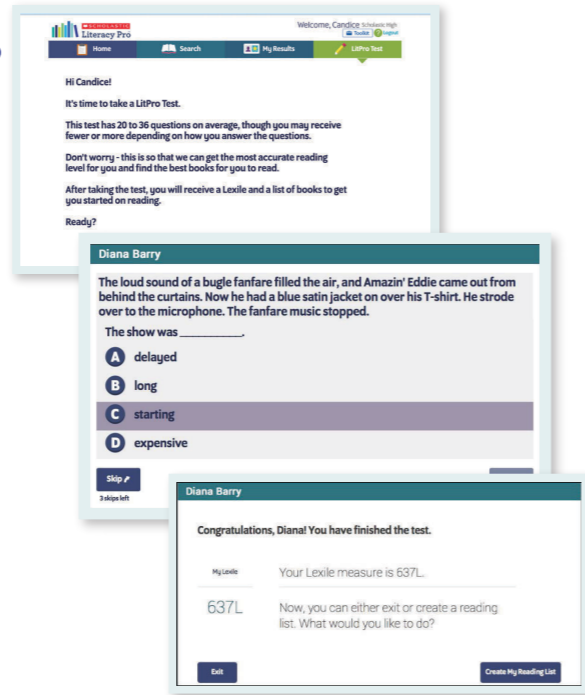 SCHOLASTIC
Literacy Pro
Welcome, Candice Scholastic High
Toolkit Logout
Home
Search
My Results
LitPro Test
Hi Candice!
It's time to take a LitPro Test.
This test has 20 to 36 questions on average, though you may receive
fewer or more depending on how you answer the questions.
Don't worry - this is so that we can get the most accurate reading
level for you and find the best books for you to read.
After taking the test, you will receive a Lexile and a list of books to get
you started on reading.
Ready?
Diana Barry
The loud sound of a bugle fanfare filled the air, and Amazin' Eddie came out from
behind the curtains. Now he had a blue satin jacket on over his T-shirt. He strode
over to the microphone. The fanfare music stopped.
The show was __________.
A delayed
B long
C starting
D expensive
Skip
3 skips left
Diana Barry
Congratulations, Diana! You have finished the test.
My Lexile
Your Lexile measure is 637L.
637L
Now, you can either exit or create a reading
list. What would you like to do?
Exit
Create My Reading List